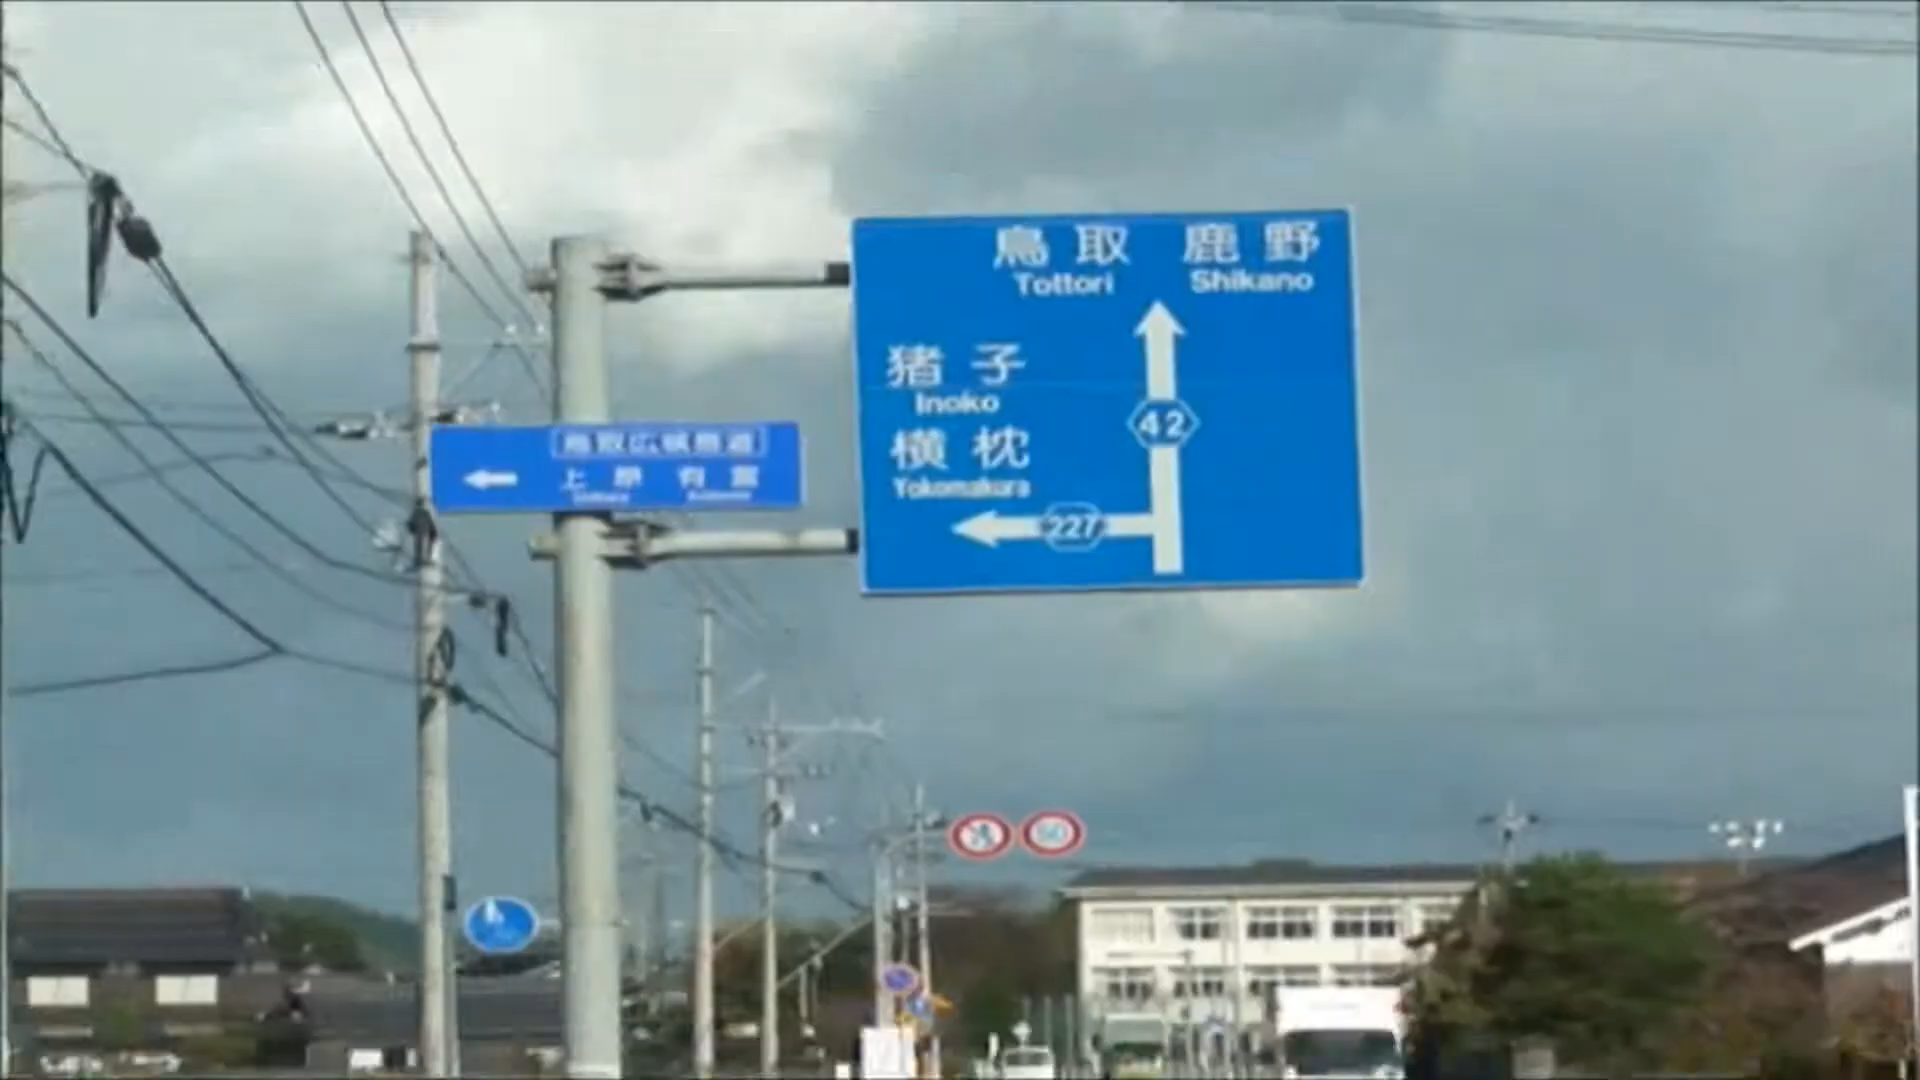 鳥取 鹿野
Tottori Shikano
猪子
Inoko
42
横枕
Yokomakura
227
鳥取広域農道
← 上原 有富
50